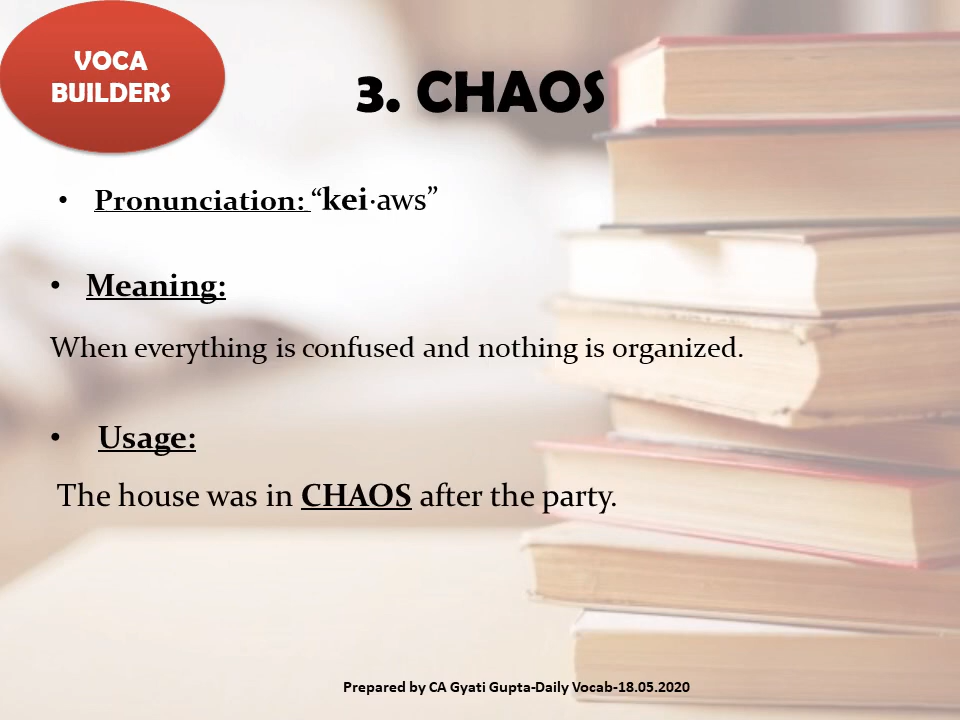 VOCA
BUILDERS
3. CHAOS
• Pronunciation: “kei·aws”
• Meaning:
When everything is confused and nothing is organized.
• Usage:
The house was in CHAOS after the party.
Prepared by CA Gyati Gupta-Daily Vocab-18.05.2020